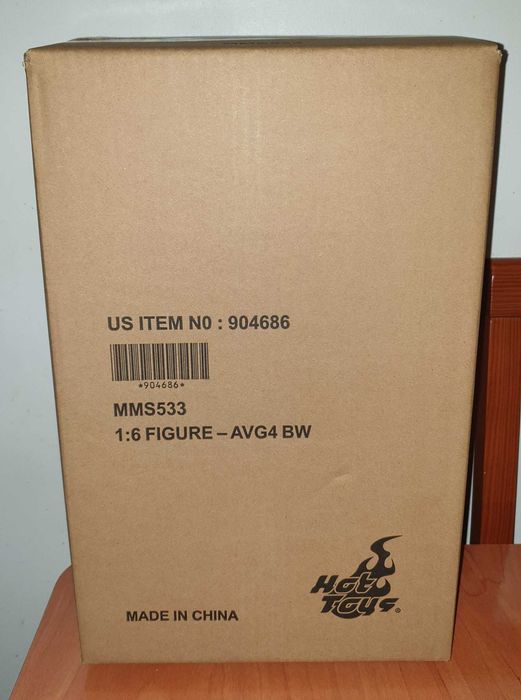 US ITEM N0 : 904686
*904686*
MMS533
1:6 FIGURE – AVG4 BW
Hot
Toys®
MADE IN CHINA